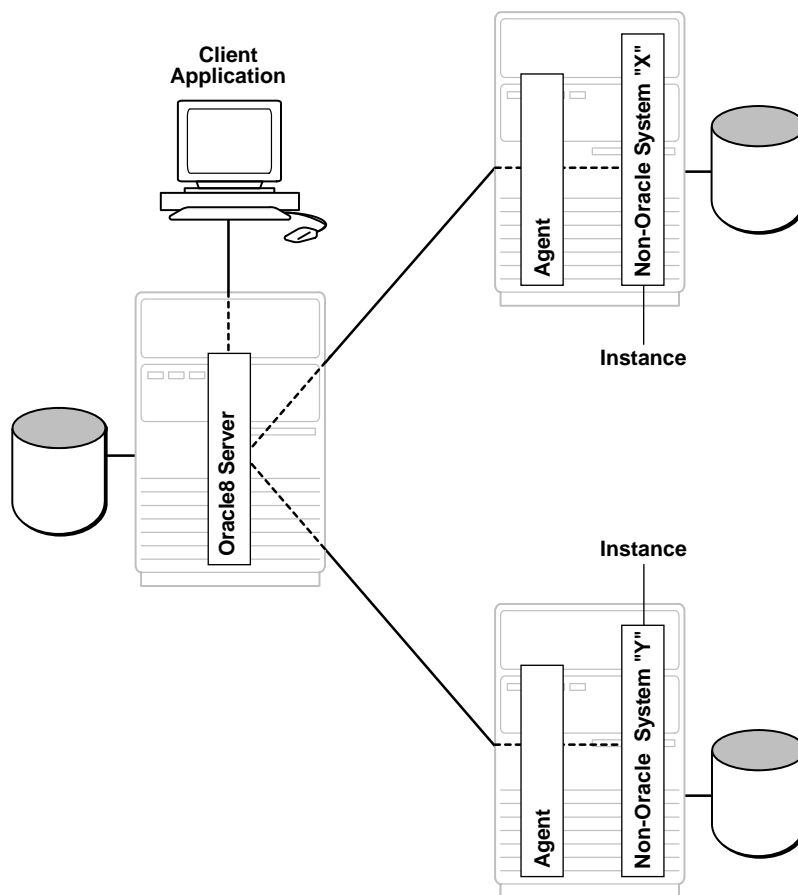 Client
Application
Oracle8 Server
Agent
Non-Oracle System "X"
Instance
Instance
Agent
Non-Oracle System "Y"